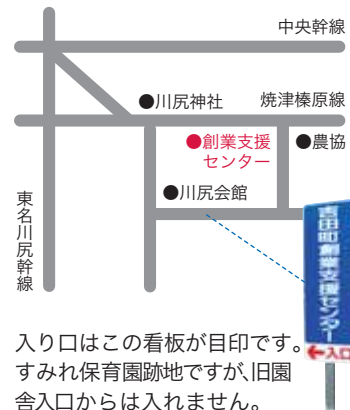 中央幹線
●川尻神社
焼津榛原線
●創業支援
センター
●農協
●川尻会館
東名川尻幹線
吉田町創業支援センター
←入口
入り口はこの看板が目印です。
すみれ保育園跡地ですが、旧園
舎入口からは入れません。